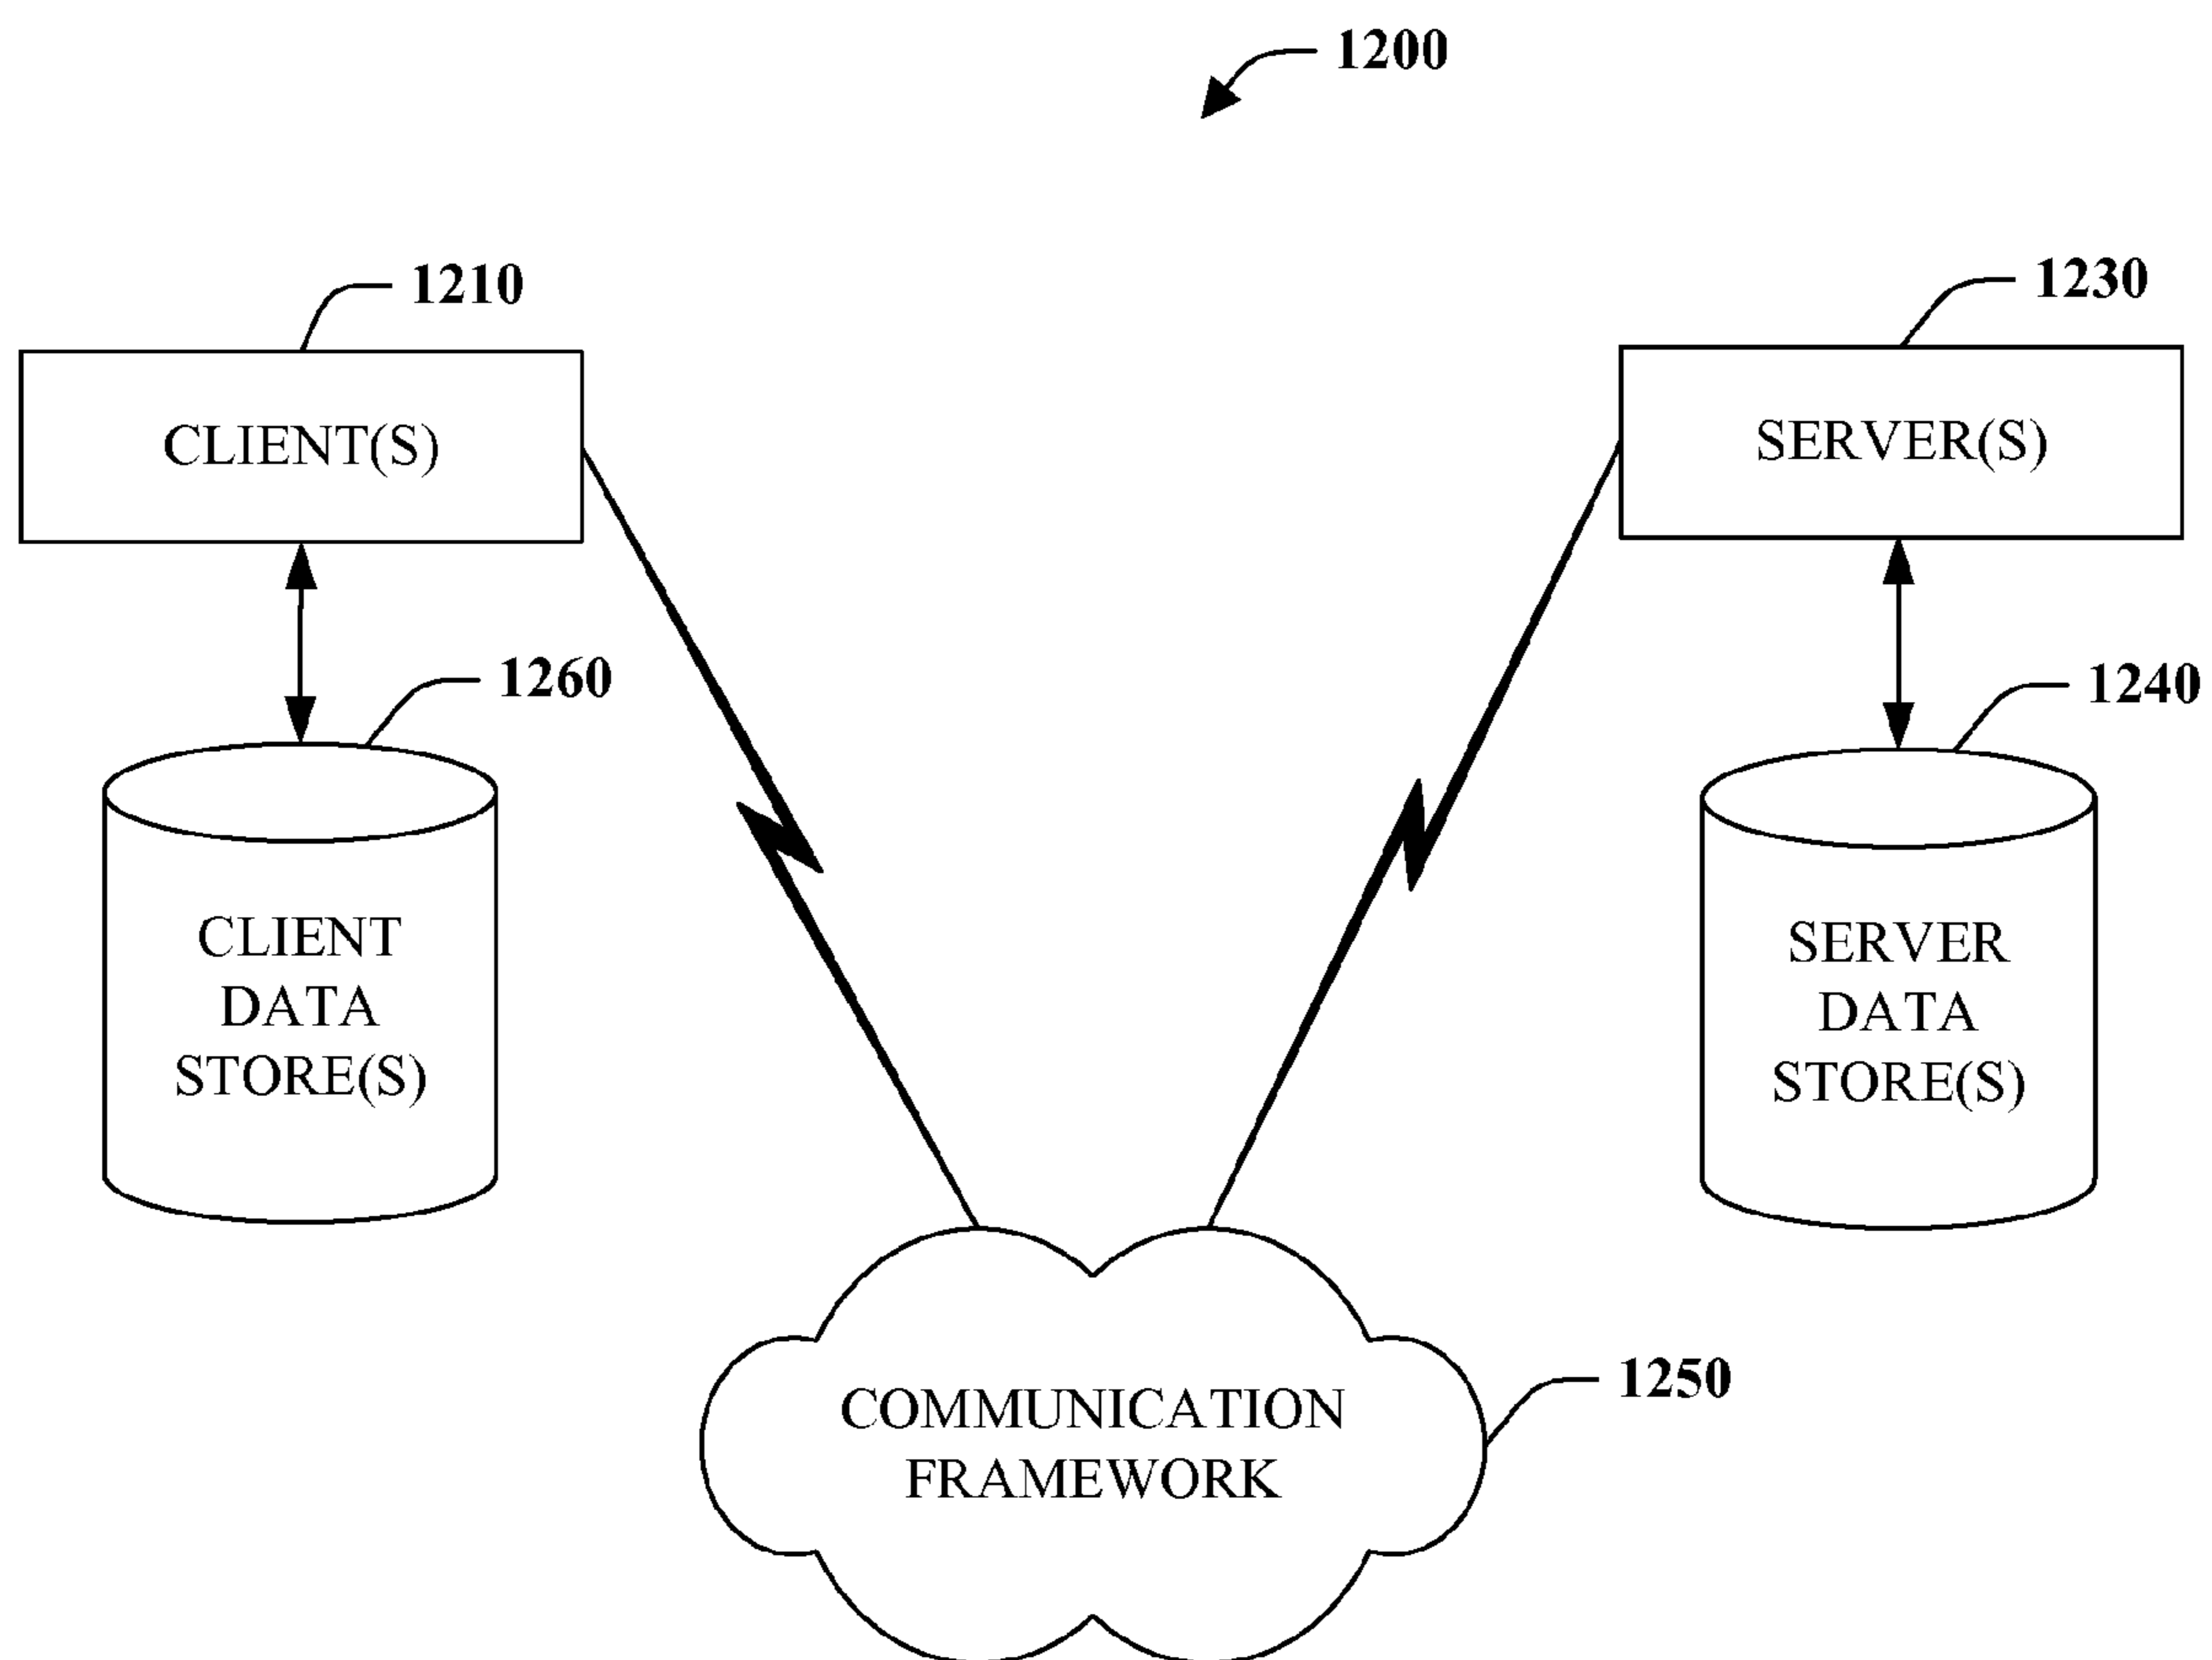 1200
1210
1230
CLIENT(S)
SERVER(S)
1260
1240
CLIENT
DATA
STORE(S)
SERVER
DATA
STORE(S)
1250
COMMUNICATION
FRAMEWORK